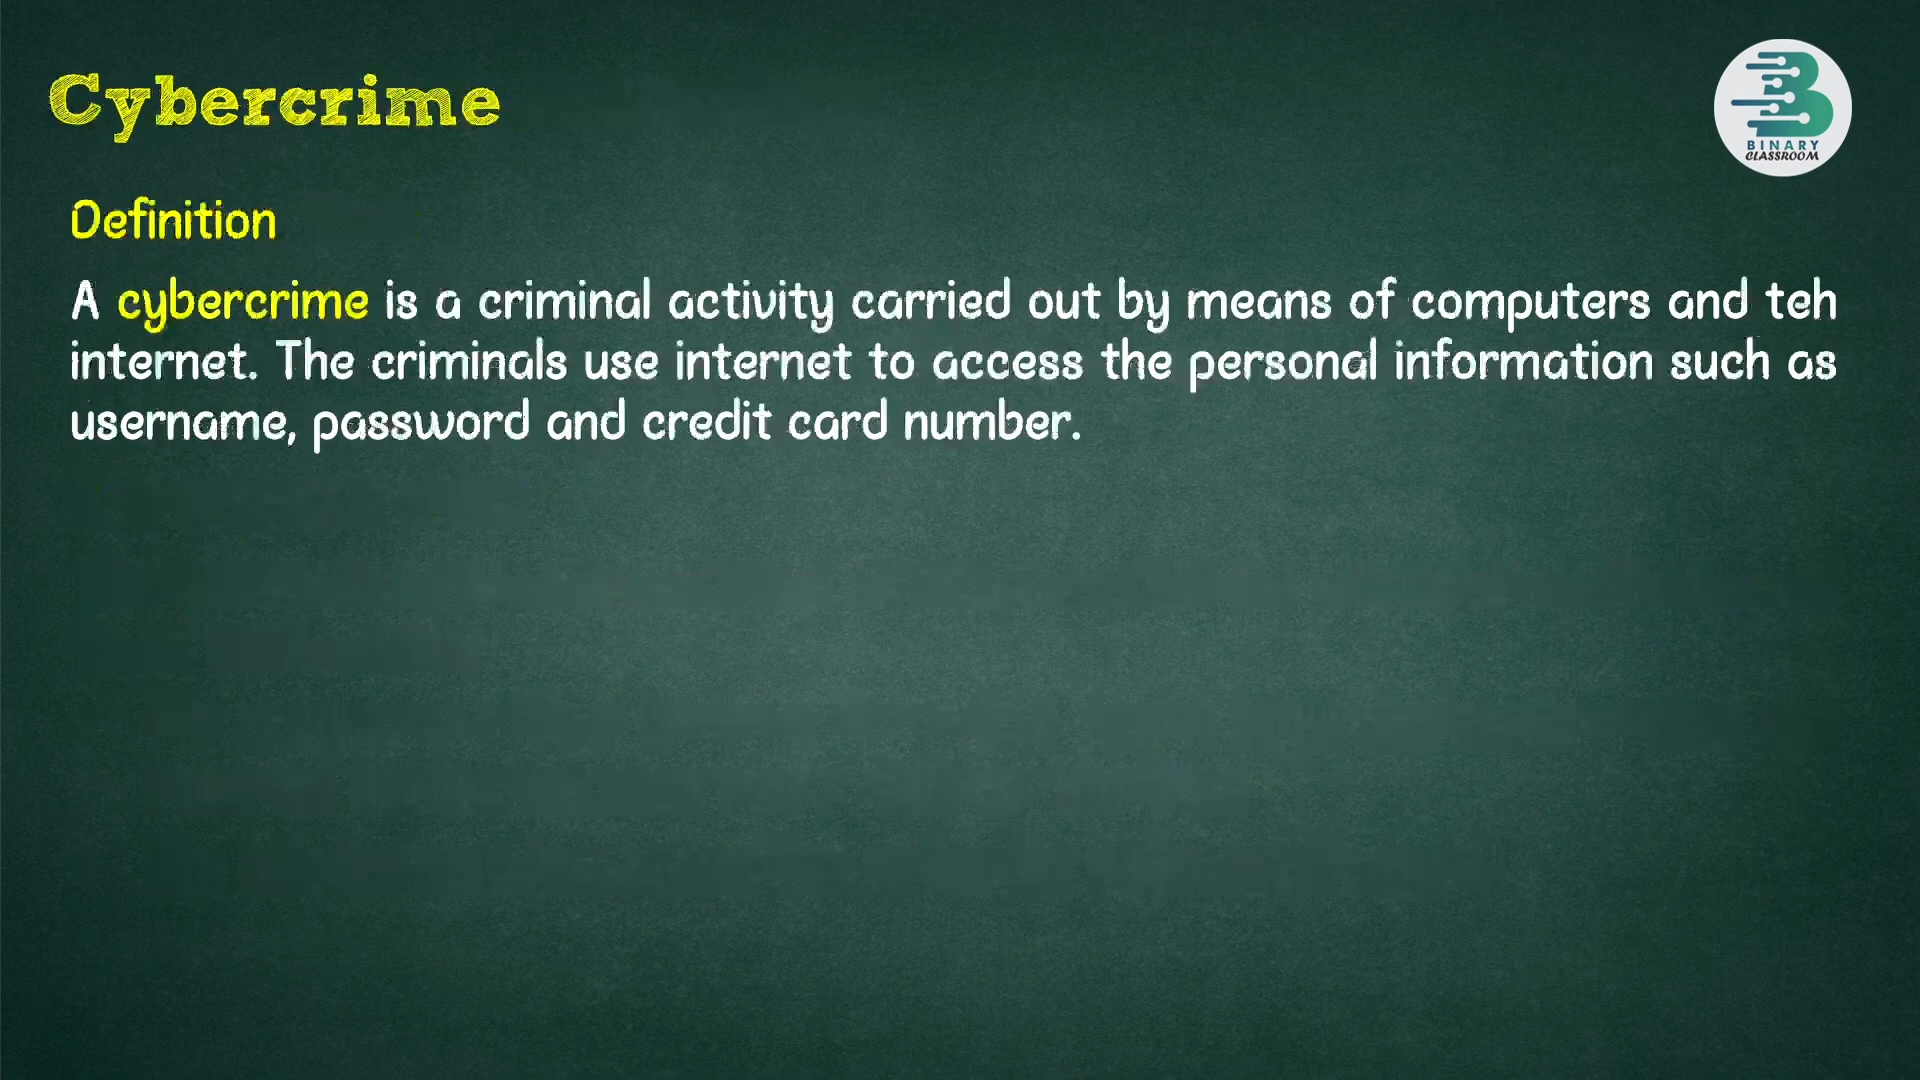 Cybercrime
BINARY
CLASSROOM
Definition
A cybercrime is a criminal activity carried out by means of computers and teh
internet. The criminals use internet to access the personal information such as
username, password and credit card number.